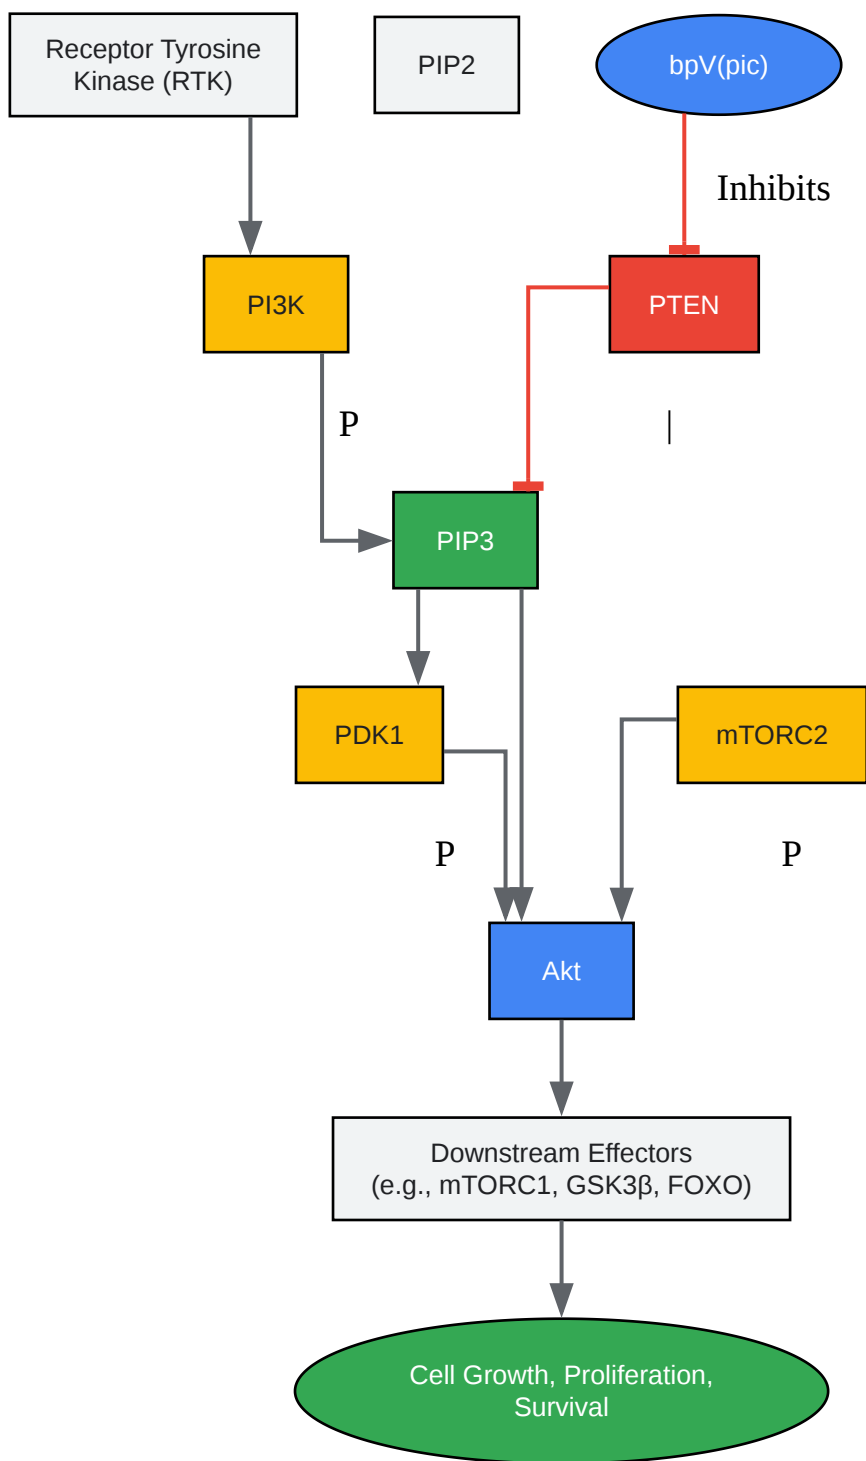 Receptor Tyrosine
Kinase (RTK)
PIP2
bpV(pic)
Inhibits
PI3K
PTEN
P
|
PIP3
PDK1
mTORC2
P
P
Akt
Downstream Effectors
(e.g., mTORC1, GSK3β, FOXO)
Cell Growth, Proliferation,
Survival